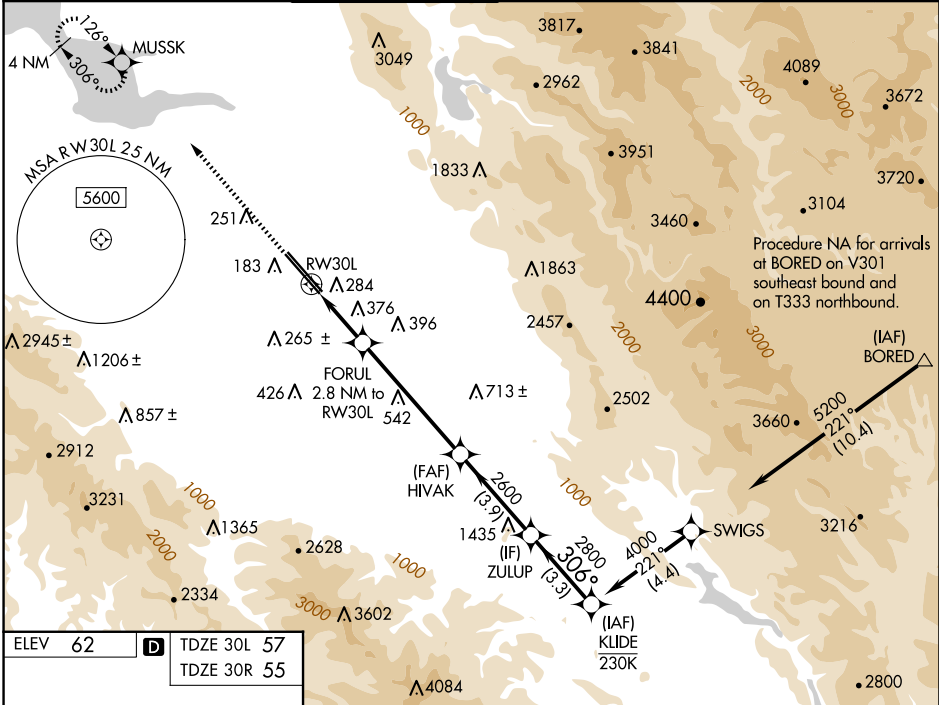 126°
MUSSK
4 NM
306°
3049
3817
3841
2962
4089
2000
3000
3672
1000
MSA RW30L 25 NM
5600
3951
1833
3720
251
3460
3104
Procedure NA for arrivals
at BORED on V301
southeast bound and
on T333 northbound.
183
RW30L
284
1863
4400
376
396
2457
2000
3000
(IAF)
BORED
2945 ±
1206 ±
265 ±
FORUL
2.8 NM to
RW30L
426
542
713 ±
2502
5200
221°
(10.4)
3660
857 ±
2912
(FAF)
HIVAK
2600
(3.9)
1000
3231
1000
1365
1435
(IF)
ZULUP
2800
306°
(3.3)
4000
221°
(4.4)
SWIGS
3216
2000
2628
1000
2000
2334
3000
3602
(IAF)
KLIDE
230K
ELEV 62
D
TDZE 30L 57
TDZE 30R 55
4084
2800